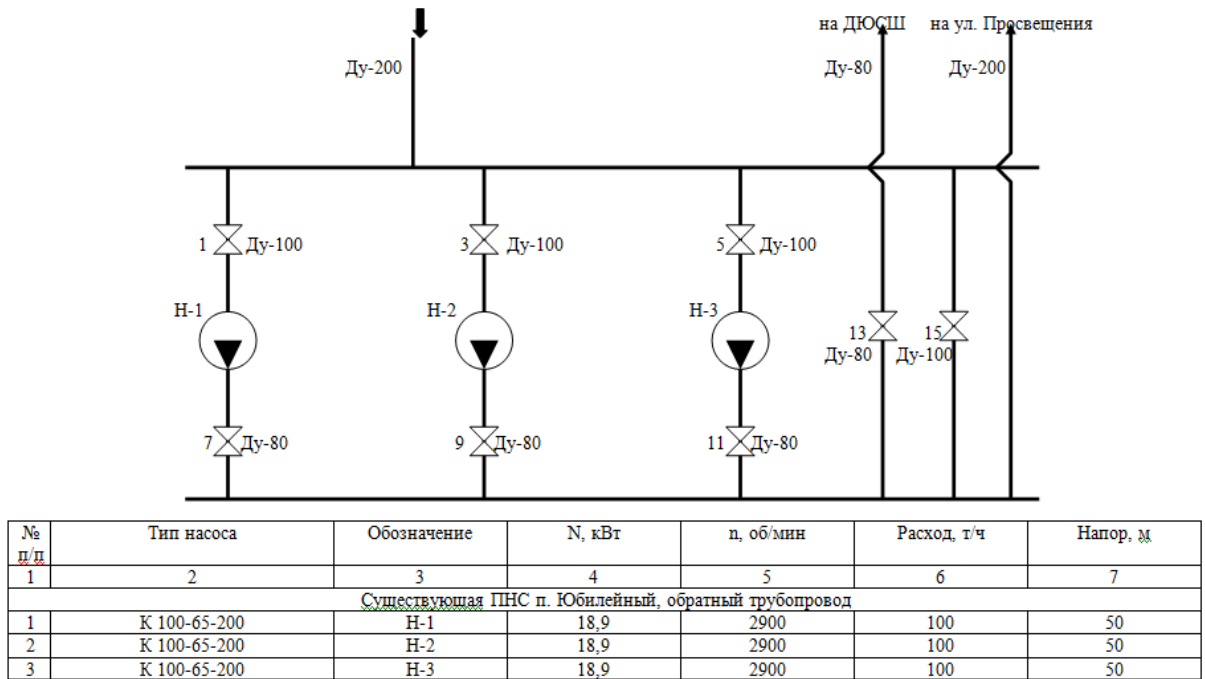 на ДЮСШ на ул. Просвещения
Ду-200 Ду-80 Ду-200
1 Ду-100 3 Ду-100 5 Ду-100
Н-1 Н-2 Н-3
13 15
Ду-80 Ду-100
7 Ду-80 9 Ду-80 11 Ду-80
№ п/п Тип насоса Обозначение N, кВт n, об/мин Расход, т/ч Напор, м
1 2 3 4 5 6 7
Существующая ПНС п. Юбилейный, обратный трубопровод
1 К 100-65-200 Н-1 18,9 2900 100 50
2 К 100-65-200 Н-2 18,9 2900 100 50
3 К 100-65-200 Н-3 18,9 2900 100 50